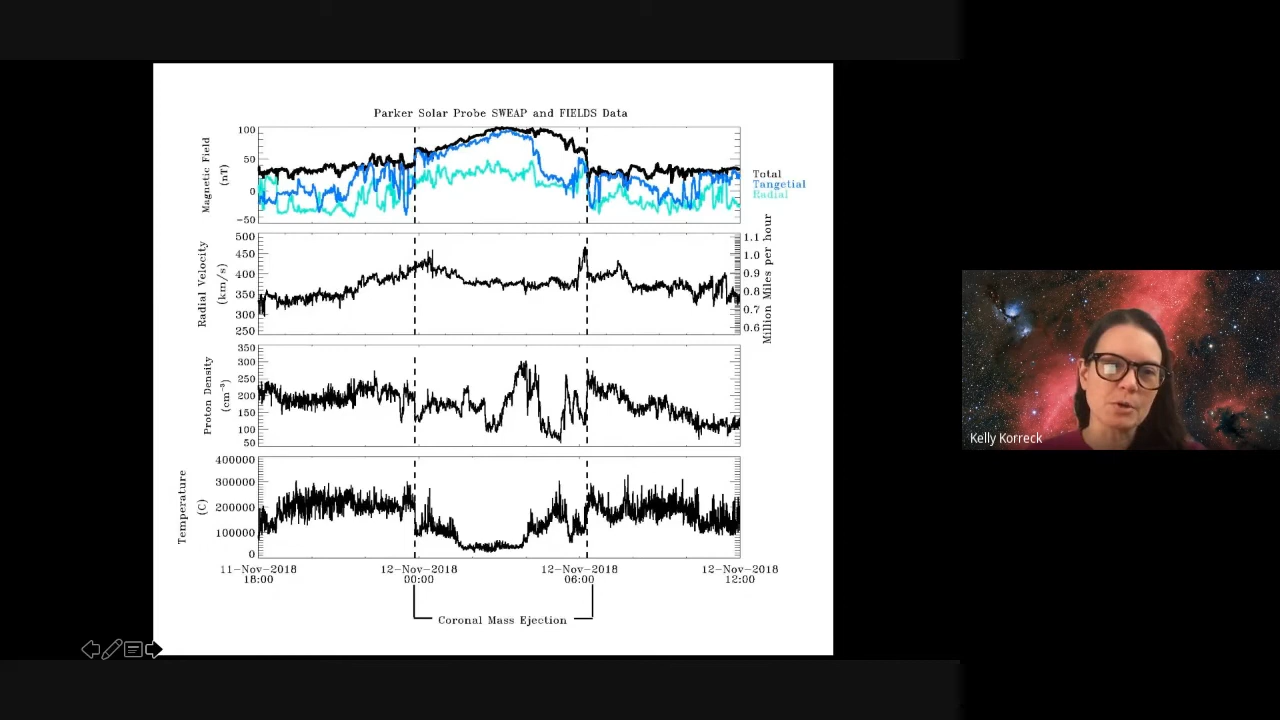 Parker Solar Probe SWEAP and FIELDS Data
Magnetic Field
(nT)
100
50
0
-50
Total
Tangetial
Radial
Radial Velocity
(km/s)
500
450
400
350
300
250
1.1
1.0
0.9
0.8
0.7
0.6
Million Miles per hour
Proton Density
(cm⁻³)
350
300
250
200
150
100
50
Temperature
(C)
400000
300000
200000
100000
0
11-Nov-2018 12-Nov-2018 12-Nov-2018 12-Nov-2018
18:00 00:00 06:00 12:00
Coronal Mass Ejection
Kelly Korreck